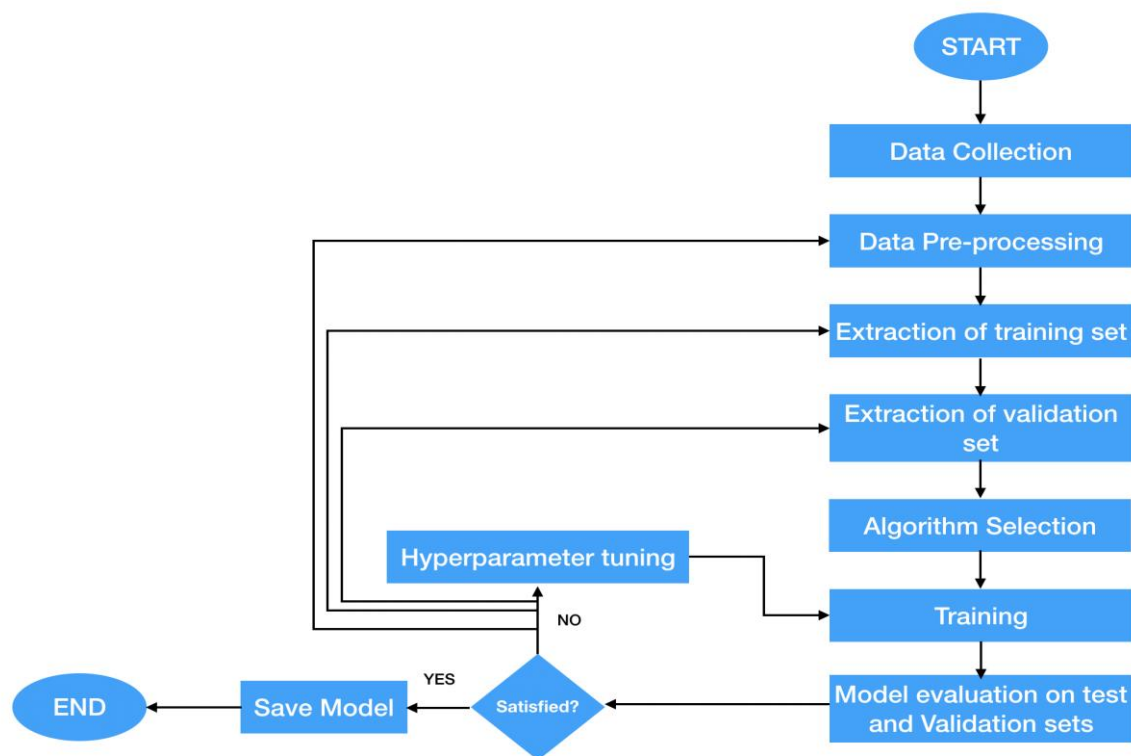 START
Data Collection
Data Pre-processing
Extraction of training set
Extraction of validation
set
Algorithm Selection
Hyperparameter tuning
Training
NO
YES
END
Save Model
Satisfied?
Model evaluation on test
and Validation sets